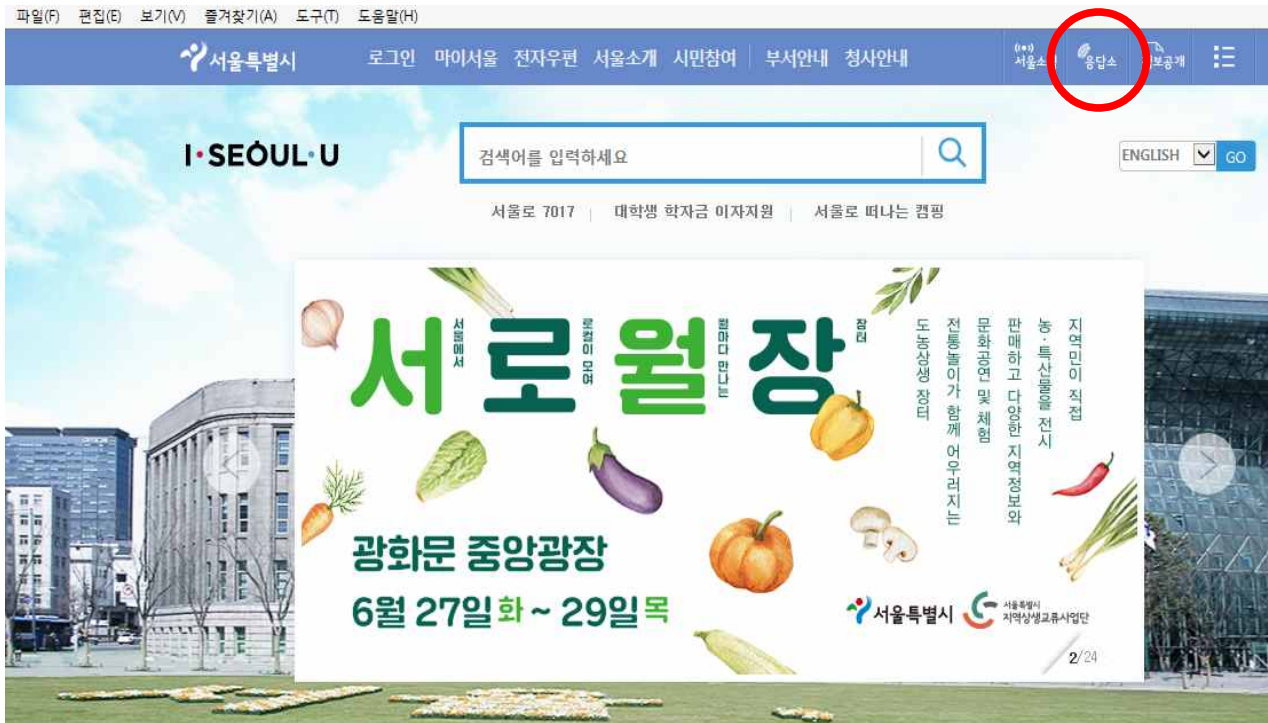 파일(F) 편집(E) 보기(V) 즐겨찾기(A) 도구(T) 도움말(H)
서울특별시 로그인 마이서울 전자우편 서울소개 시민참여 부서안내 청사안내 서울소 응답소 정보공개
I·SEOUL·U 검색어를 입력하세요 ENGLISH GO
서울로 7017 대학생 학자금 이자지원 서울로 떠나는 캠핑
서로월장
서울에서
로컬이 모여
월마다 만나는
장터
지역민이 직접
농·특산물을 전시
판매하고 다양한 지역정보와
문화공연 및 체험
전통놀이가 함께 어우러지는
도농상생 장터
광화문 중앙광장
6월 27일화 ~ 29일목
서울특별시 서울특별시
지역상생교류사업단
2/24